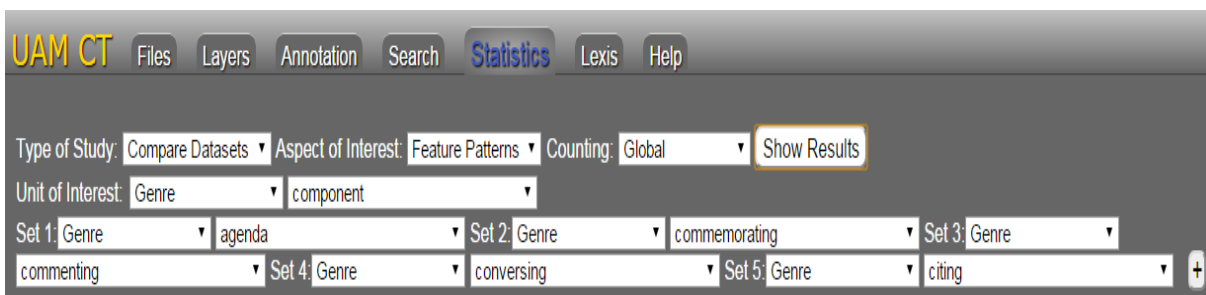 UAM CT Files Layers Annotation Search Statistics Lexis Help
Type of Study: Compare Datasets Aspect of Interest: Feature Patterns Counting: Global Show Results
Unit of Interest: Genre component
Set 1: Genre agenda Set 2: Genre commemorating Set 3: Genre
commenting Set 4: Genre conversing Set 5: Genre citing +